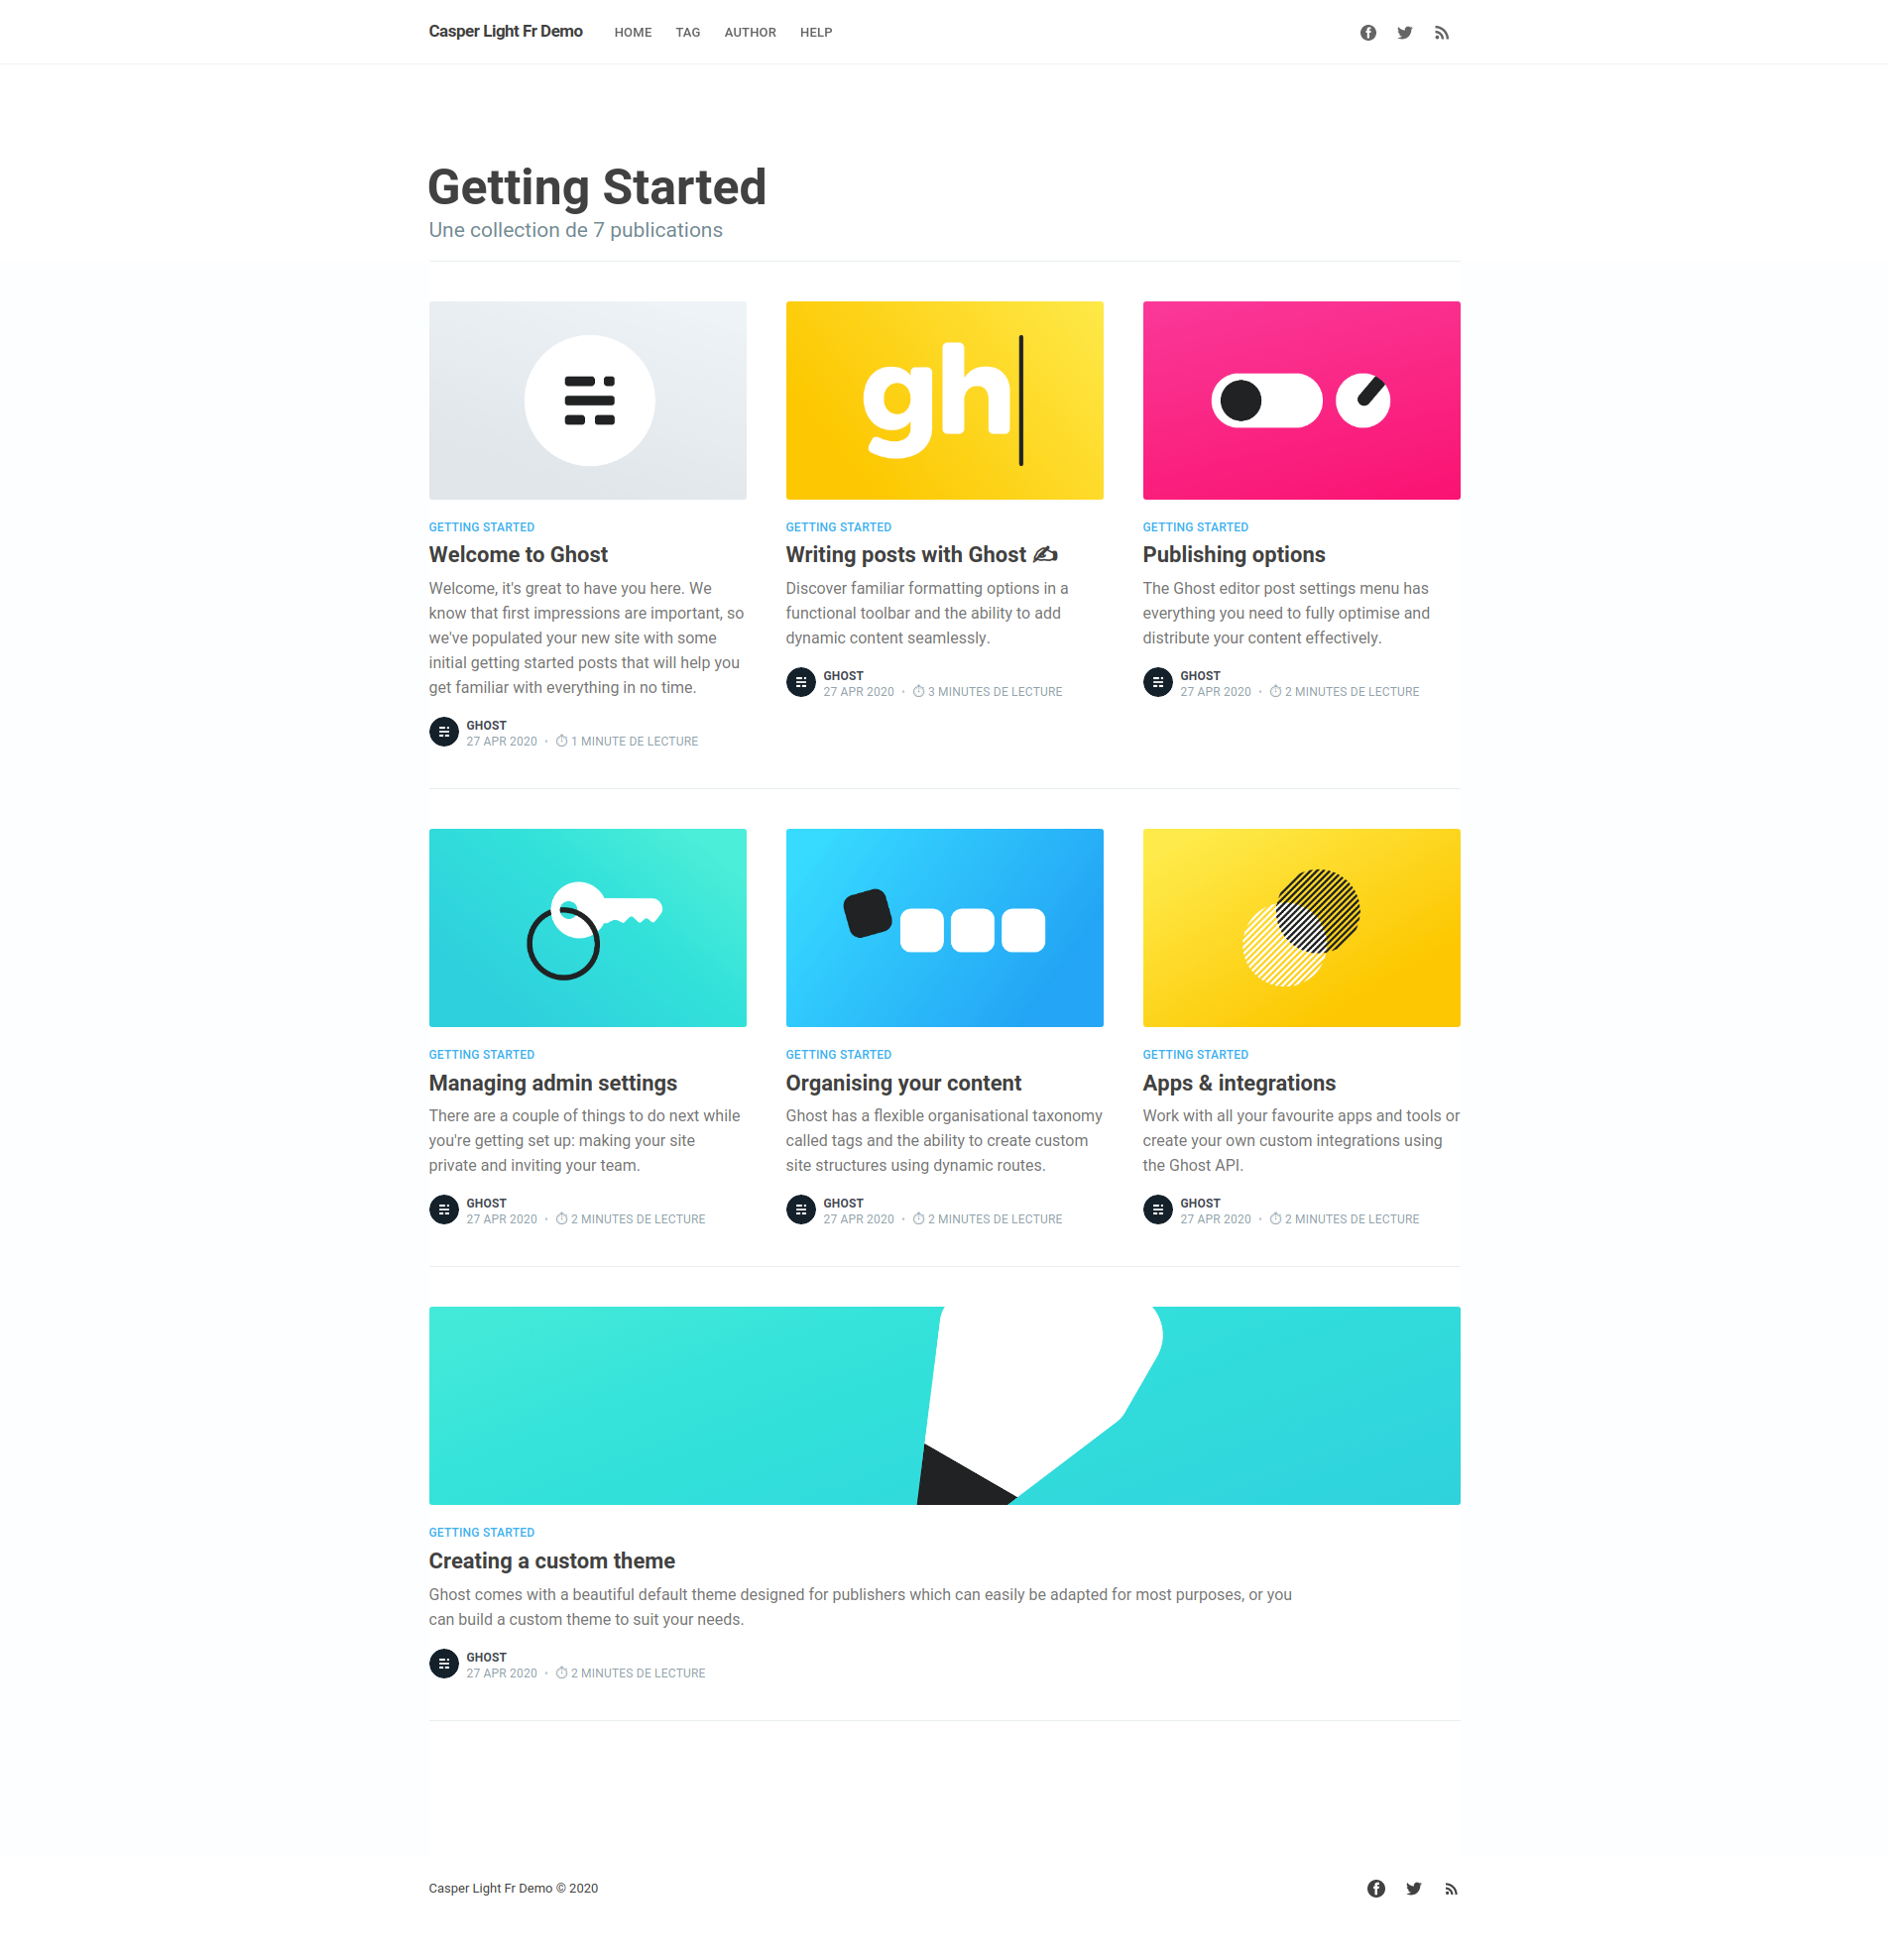 Casper Light Fr Demo HOME TAG AUTHOR HELP
Getting Started
Une collection de 7 publications
gh
GETTING STARTED
Welcome to Ghost
Welcome, it's great to have you here. We
know that first impressions are important, so
we've populated your new site with some
initial getting started posts that will help you
get familiar with everything in no time.
GHOST
27 APR 2020 • ⏱ 1 MINUTE DE LECTURE
GETTING STARTED
Writing posts with Ghost ✍️
Discover familiar formatting options in a
functional toolbar and the ability to add
dynamic content seamlessly.
GHOST
27 APR 2020 • ⏱ 3 MINUTES DE LECTURE
GETTING STARTED
Publishing options
The Ghost editor post settings menu has
everything you need to fully optimise and
distribute your content effectively.
GHOST
27 APR 2020 • ⏱ 2 MINUTES DE LECTURE
GETTING STARTED
Managing admin settings
There are a couple of things to do next while
you're getting set up: making your site
private and inviting your team.
GHOST
27 APR 2020 • ⏱ 2 MINUTES DE LECTURE
GETTING STARTED
Organising your content
Ghost has a flexible organisational taxonomy
called tags and the ability to create custom
site structures using dynamic routes.
GHOST
27 APR 2020 • ⏱ 2 MINUTES DE LECTURE
GETTING STARTED
Apps & integrations
Work with all your favourite apps and tools or
create your own custom integrations using
the Ghost API.
GHOST
27 APR 2020 • ⏱ 2 MINUTES DE LECTURE
GETTING STARTED
Creating a custom theme
Ghost comes with a beautiful default theme designed for publishers which can easily be adapted for most purposes, or you
can build a custom theme to suit your needs.
GHOST
27 APR 2020 • ⏱ 2 MINUTES DE LECTURE
Casper Light Fr Demo © 2020